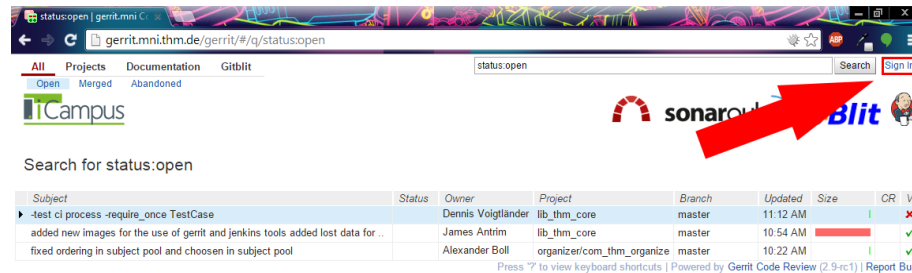 status:open | gerrit.mni Co
gerrit.mni.thm.de/gerrit/#/q/status:open
ABP
All Projects Documentation Gitblit status:open Search Sign In
Open Merged Abandoned
iCampus sonarqub Blit
Search for status:open
Subject Status Owner Project Branch Updated Size CR V
-test ci process -require_once TestCase Dennis Voigtländer lib_thm_core master 11:12 AM
added new images for the use of gerrit and jenkins tools added lost data for .. James Antrim lib_thm_core master 10:54 AM
fixed ordering in subject pool and choosen in subject pool Alexander Boll organizer/com_thm_organize master 10:22 AM
Press '?' to view keyboard shortcuts | Powered by Gerrit Code Review (2.9-rc1) | Report Bu